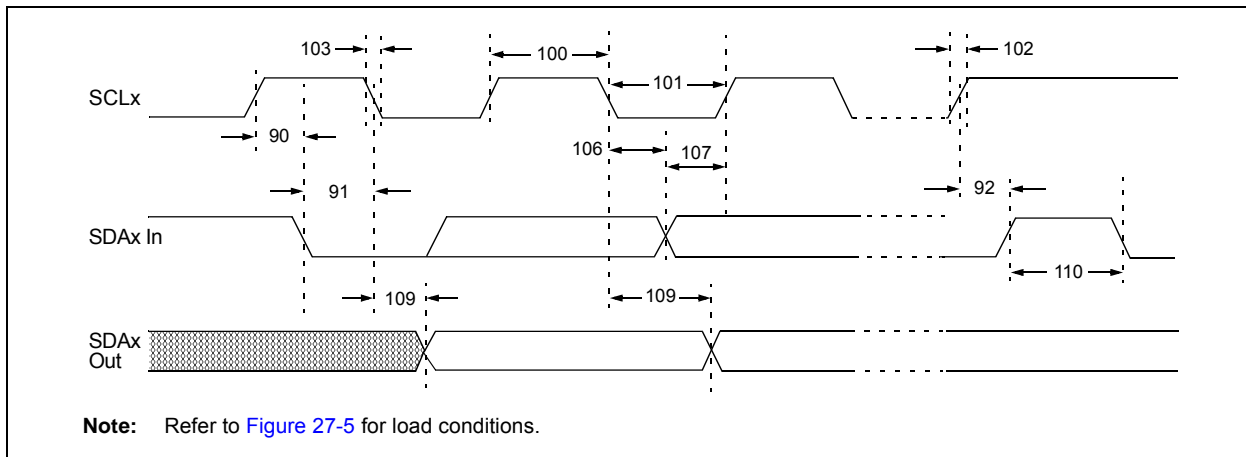 103
100
101
102
SCLx
90
106
107
91
92
SDAx In
110
109
109
SDAx
Out
Note: Refer to Figure 27-5 for load conditions.